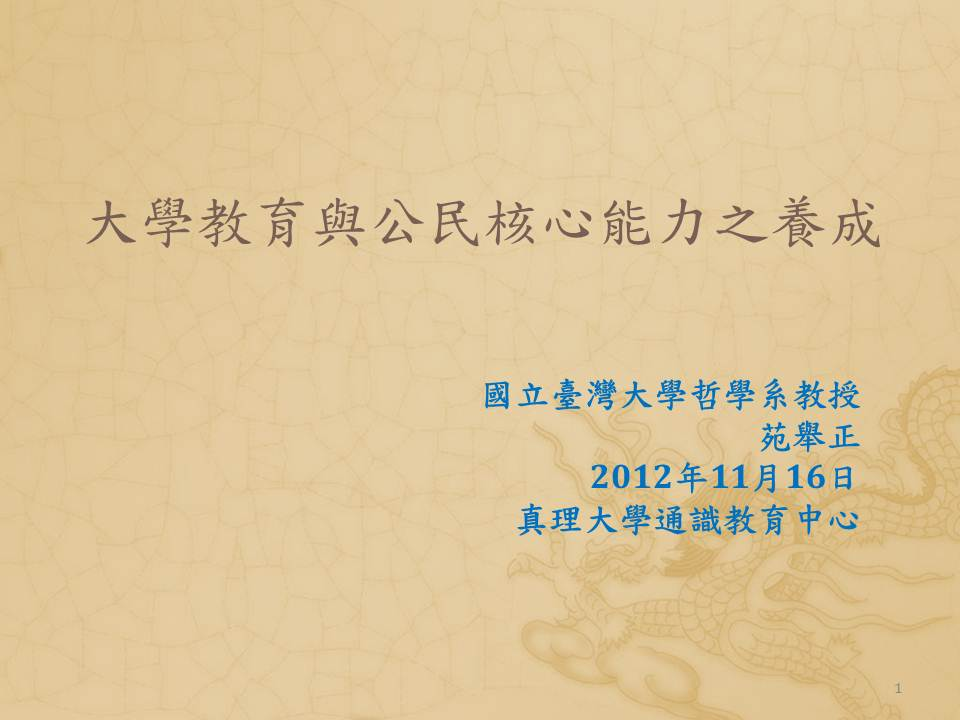 大學教育與公民核心能力之養成
國立臺灣大學哲學系教授
苑舉正
2012年11月16日
真理大學通識教育中心
1